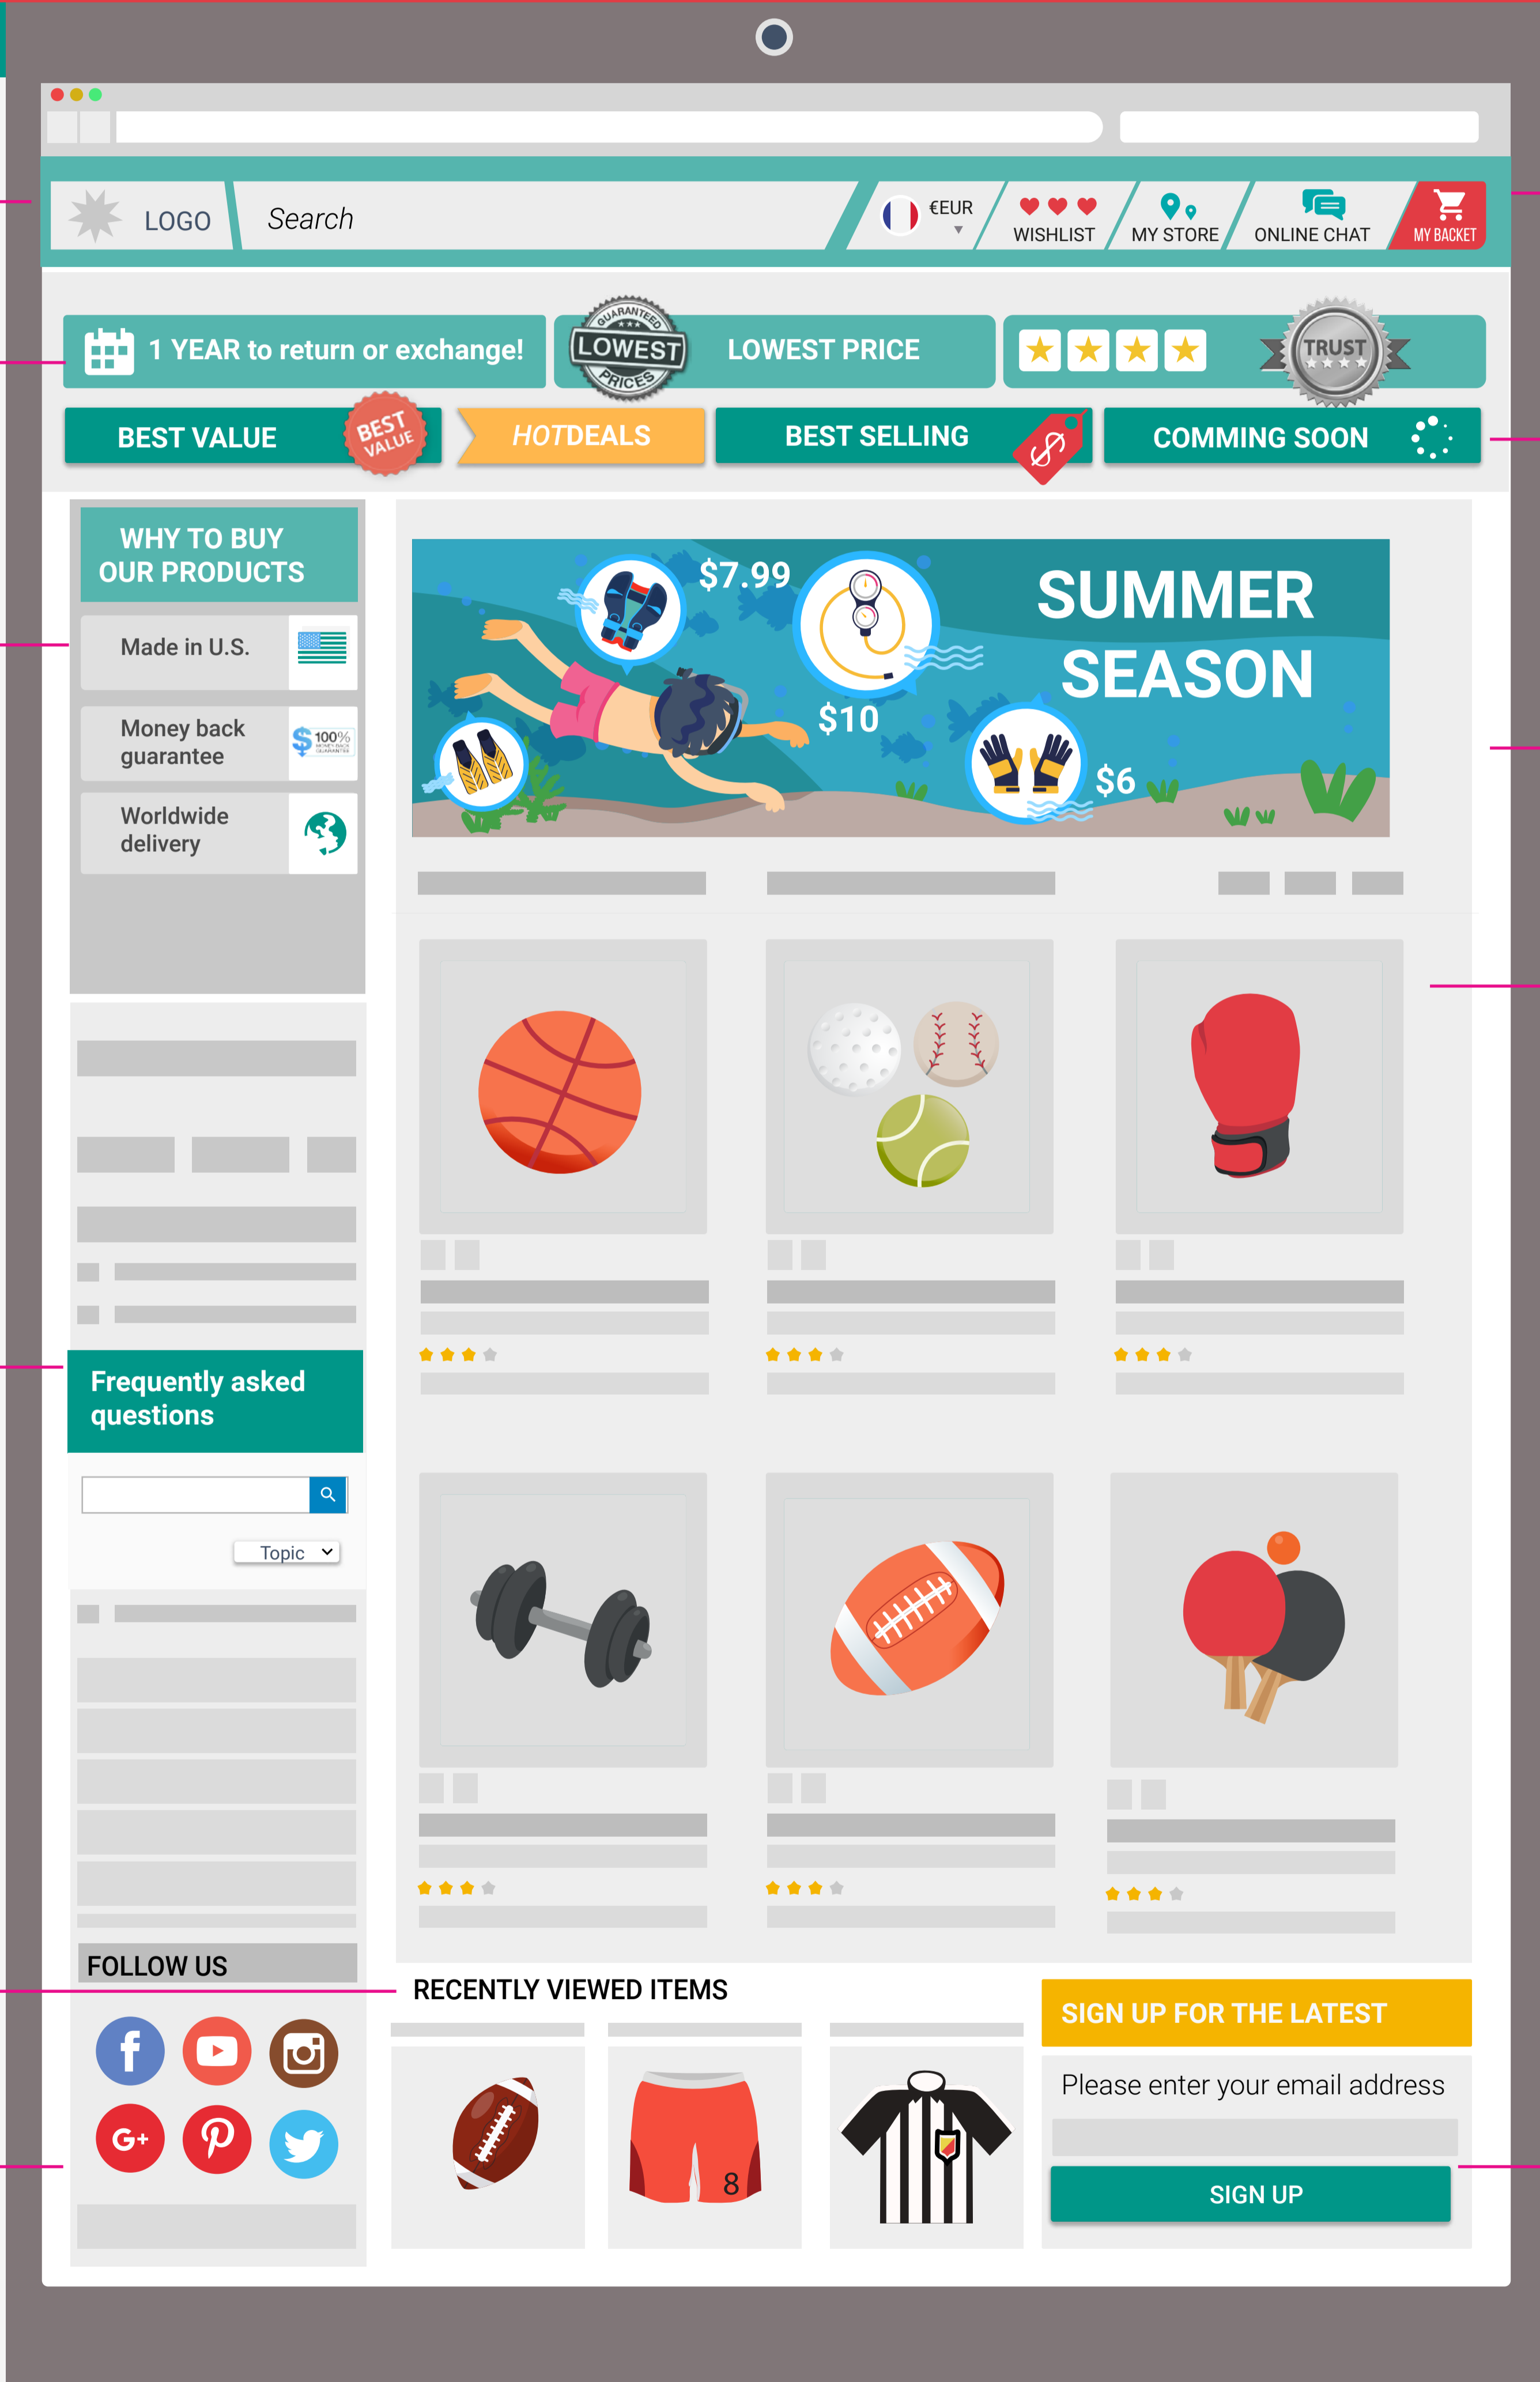 LOGO
Search
€EUR
WISHLIST
MY STORE
ONLINE CHAT
MY BACKET
1 YEAR to return or exchange!
GUARANTEED
LOWEST
PRICES
LOWEST PRICE
TRUST
BEST VALUE
BEST
VALUE
HOTDEALS
BEST SELLING
$
COMMING SOON
WHY TO BUY
OUR PRODUCTS
Made in U.S.
Money back
guarantee
$ 100%
MONEY BACK
GUARANTEE
Worldwide
delivery
$7.99
SUMMER
SEASON
$10
$6
Frequently asked
questions
Topic
FOLLOW US
f
G+
RECENTLY VIEWED ITEMS
8
SIGN UP FOR THE LATEST
Please enter your email address
SIGN UP